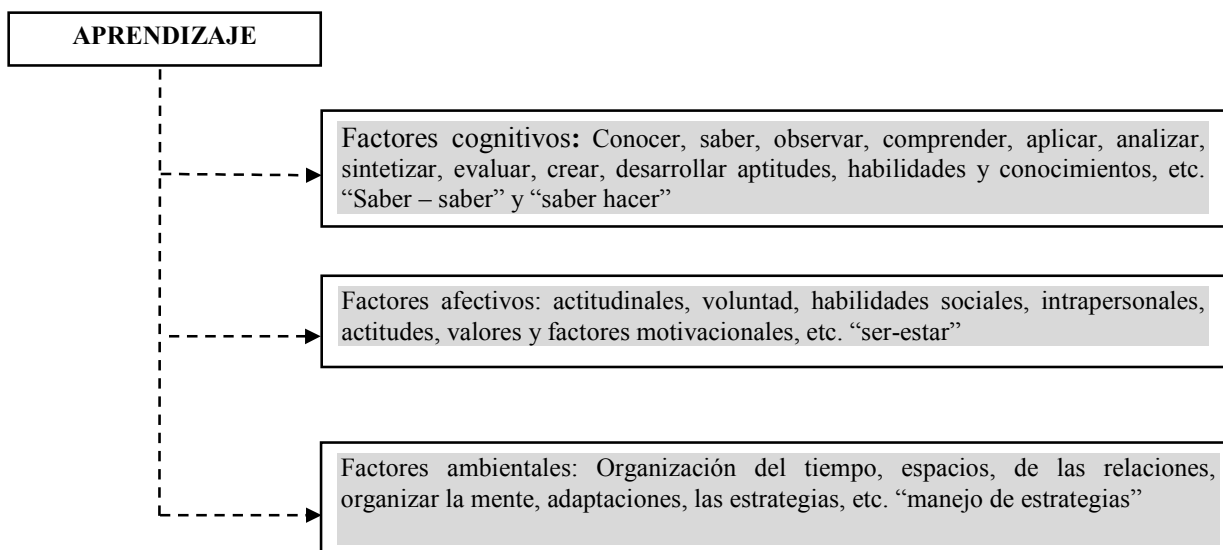 APRENDIZAJE
Factores cognitivos: Conocer, saber, observar, comprender, aplicar, analizar,
sintetizar, evaluar, crear, desarrollar aptitudes, habilidades y conocimientos, etc.
“Saber – saber” y “saber hacer”
Factores afectivos: actitudinales, voluntad, habilidades sociales, intrapersonales,
actitudes, valores y factores motivacionales, etc. “ser-estar”
Factores ambientales: Organización del tiempo, espacios, de las relaciones,
organizar la mente, adaptaciones, las estrategias, etc. “manejo de estrategias”